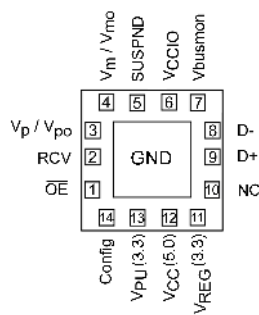 Vm / Vmo
SUSPND
VCCIO
Vbusmon
4 5 6 7
Vp / Vpo 3
8 D-
RCV 2
GND
9 D+
OE 1
10 NC
14 13 12 11
Config
VPU(3.3)
VCC(5.0)
VREG(3.3)